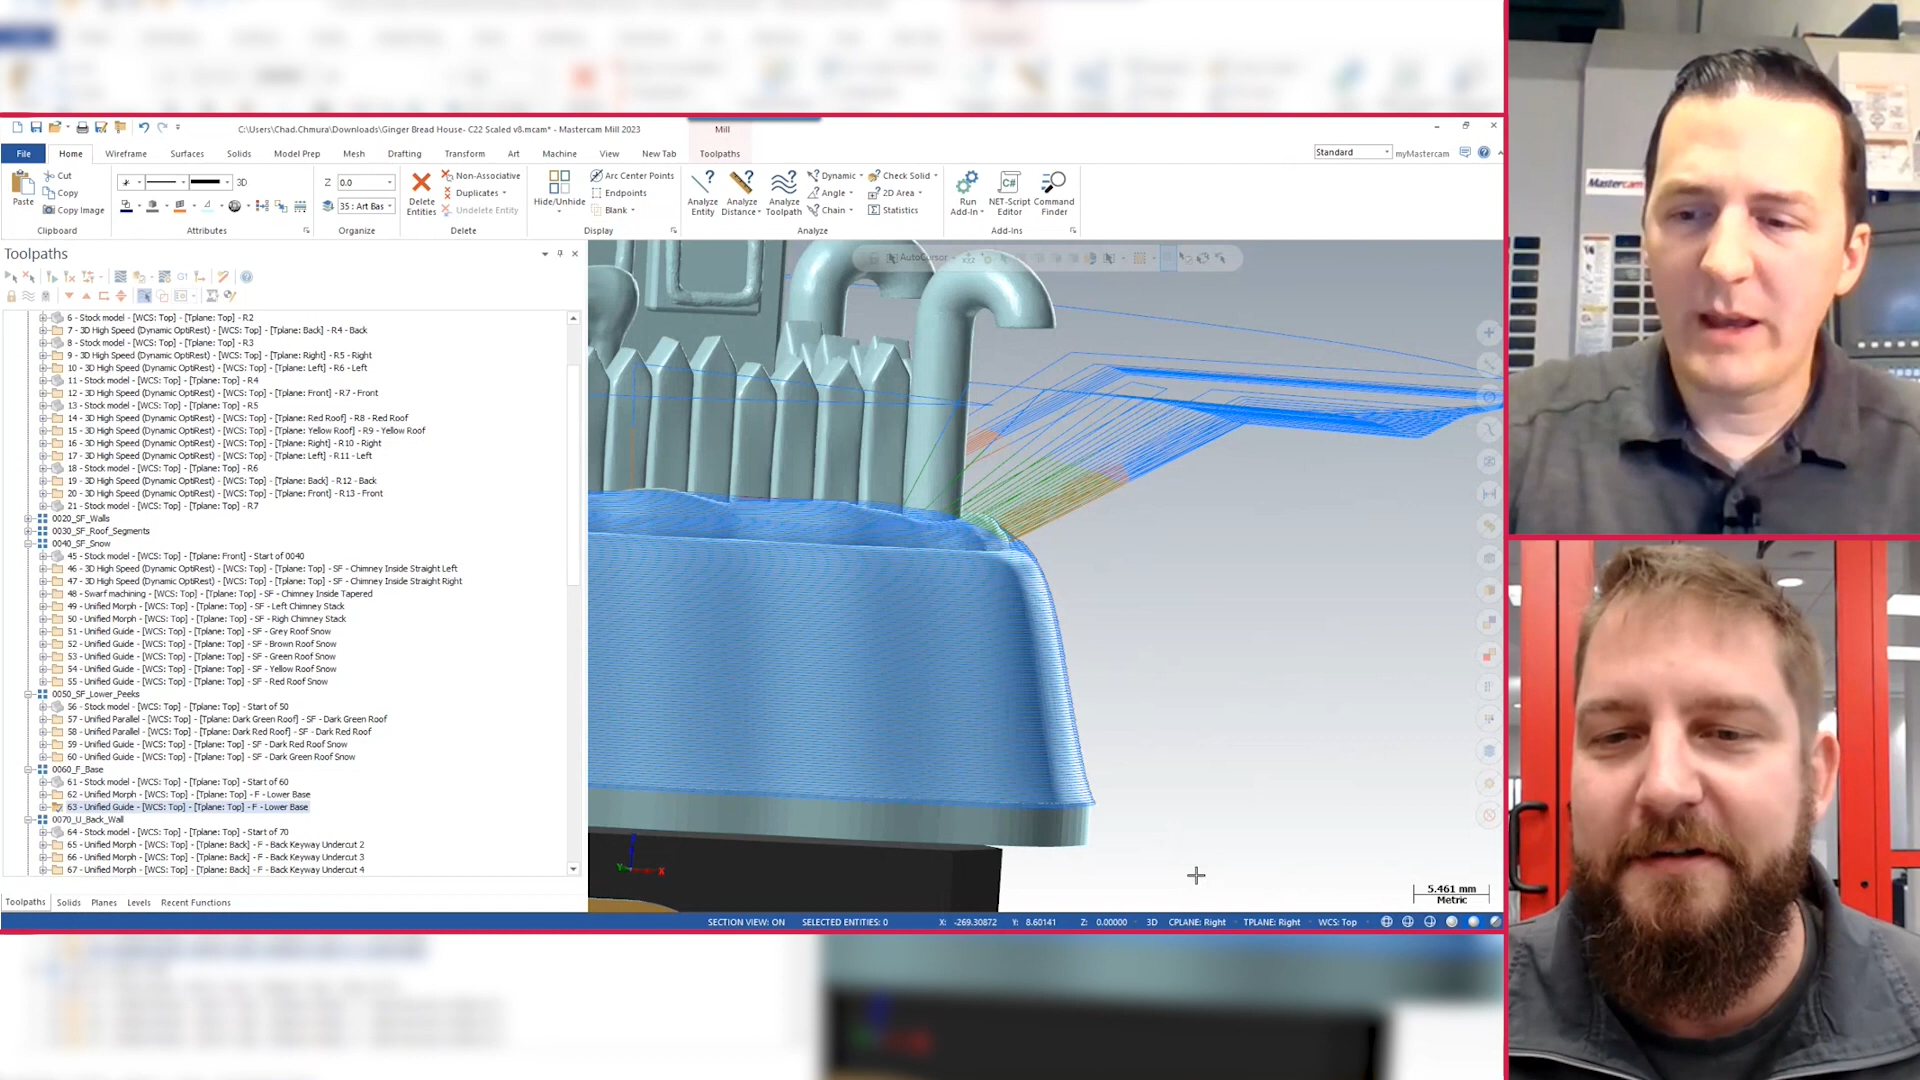 C:\Users\Chad.Chmura\Downloads\Ginger Bread House- C22 Scaled v8.mcam* - Mastercam Mill 2023
Mill
File Home Wireframe Surfaces Solids Model Prep Mesh Drafting Transform Art Machine View New Tab Toolpaths
Standard myMastercam
Paste
Cut
Copy
Copy Image
Clipboard
3D
Attributes
Z 0.0
35 : Art Bas
Organize
Delete Entities
Non-Associative
Duplicates
Undelete Entity
Delete
Hide/Unhide
Arc Center Points
Endpoints
Blank
Display
Analyze Entity
Analyze Distance
Analyze Toolpath
Dynamic
Angle
Chain
Check Solid
2D Area
Statistics
Analyze
Run Add-In
.NET-Script Editor
Command Finder
Add-Ins
Toolpaths
G1
AutoCursor
6 - Stock model - [WCS: Top] - [Tplane: Top] - R2
7 - 3D High Speed (Dynamic OptiRest) - [WCS: Top] - [Tplane: Back] - R4 - Back
8 - Stock model - [WCS: Top] - [Tplane: Top] - R3
9 - 3D High Speed (Dynamic OptiRest) - [WCS: Top] - [Tplane: Right] - R5 - Right
10 - 3D High Speed (Dynamic OptiRest) - [WCS: Top] - [Tplane: Left] - R6 - Left
11 - Stock model - [WCS: Top] - [Tplane: Top] - R4
12 - 3D High Speed (Dynamic OptiRest) - [WCS: Top] - [Tplane: Front] - R7 - Front
13 - Stock model - [WCS: Top] - [Tplane: Top] - R5
14 - 3D High Speed (Dynamic OptiRest) - [WCS: Top] - [Tplane: Red Roof] - R8 - Red Roof
15 - 3D High Speed (Dynamic OptiRest) - [WCS: Top] - [Tplane: Yellow Roof] - R9 - Yellow Roof
16 - 3D High Speed (Dynamic OptiRest) - [WCS: Top] - [Tplane: Right] - R10 - Right
17 - 3D High Speed (Dynamic OptiRest) - [WCS: Top] - [Tplane: Left] - R11 - Left
18 - Stock model - [WCS: Top] - [Tplane: Top] - R6
19 - 3D High Speed (Dynamic OptiRest) - [WCS: Top] - [Tplane: Back] - R12 - Back
20 - 3D High Speed (Dynamic OptiRest) - [WCS: Top] - [Tplane: Front] - R13 - Front
21 - Stock model - [WCS: Top] - [Tplane: Top] - R7
0020_SF_Walls
0030_SF_Roof_Segments
0040_SF_Snow
45 - Stock model - [WCS: Top] - [Tplane: Front] - Start of 0040
46 - 3D High Speed (Dynamic OptiRest) - [WCS: Top] - [Tplane: Top] - SF - Chimney Inside Straight Left
47 - 3D High Speed (Dynamic OptiRest) - [WCS: Top] - [Tplane: Top] - SF - Chimney Inside Straight Right
48 - Swarf machining - [WCS: Top] - [Tplane: Top] - SF - Chimney Inside Tapered
49 - Unified Morph - [WCS: Top] - [Tplane: Top] - SF - Left Chimney Stack
50 - Unified Morph - [WCS: Top] - [Tplane: Top] - SF - Righ Chimney Stack
51 - Unified Guide - [WCS: Top] - [Tplane: Top] - SF - Grey Roof Snow
52 - Unified Guide - [WCS: Top] - [Tplane: Top] - SF - Brown Roof Snow
53 - Unified Guide - [WCS: Top] - [Tplane: Top] - SF - Green Roof Snow
54 - Unified Guide - [WCS: Top] - [Tplane: Top] - SF - Yellow Roof Snow
55 - Unified Guide - [WCS: Top] - [Tplane: Top] - SF - Red Roof Snow
0050_SF_Lower_Peeks
56 - Stock model - [WCS: Top] - [Tplane: Top] - Start of 50
57 - Unified Parallel - [WCS: Top] - [Tplane: Dark Green Roof] - SF - Dark Green Roof
58 - Unified Parallel - [WCS: Top] - [Tplane: Dark Red Roof] - SF - Dark Red Roof
59 - Unified Guide - [WCS: Top] - [Tplane: Top] - SF - Dark Red Roof Snow
60 - Unified Guide - [WCS: Top] - [Tplane: Top] - SF - Dark Green Roof Snow
0060_F_Base
61 - Stock model - [WCS: Top] - [Tplane: Top] - Start of 60
62 - Unified Morph - [WCS: Top] - [Tplane: Top] - F - Lower Base
63 - Unified Guide - [WCS: Top] - [Tplane: Top] - F - Lower Base
0070_U_Back_Wall
64 - Stock model - [WCS: Top] - [Tplane: Top] - Start of 70
65 - Unified Morph - [WCS: Top] - [Tplane: Back] - F - Back Keyway Undercut 2
66 - Unified Morph - [WCS: Top] - [Tplane: Back] - F - Back Keyway Undercut 3
67 - Unified Morph - [WCS: Top] - [Tplane: Back] - F - Back Keyway Undercut 4
Y X
5.461 mm
Metric
Toolpaths Solids Planes Levels Recent Functions
SECTION VIEW: ON SELECTED ENTITIES: 0 X: -269.30872 Y: 8.60141 Z: 0.00000 3D CPLANE: Right TPLANE: Right WCS: Top
Mastercam